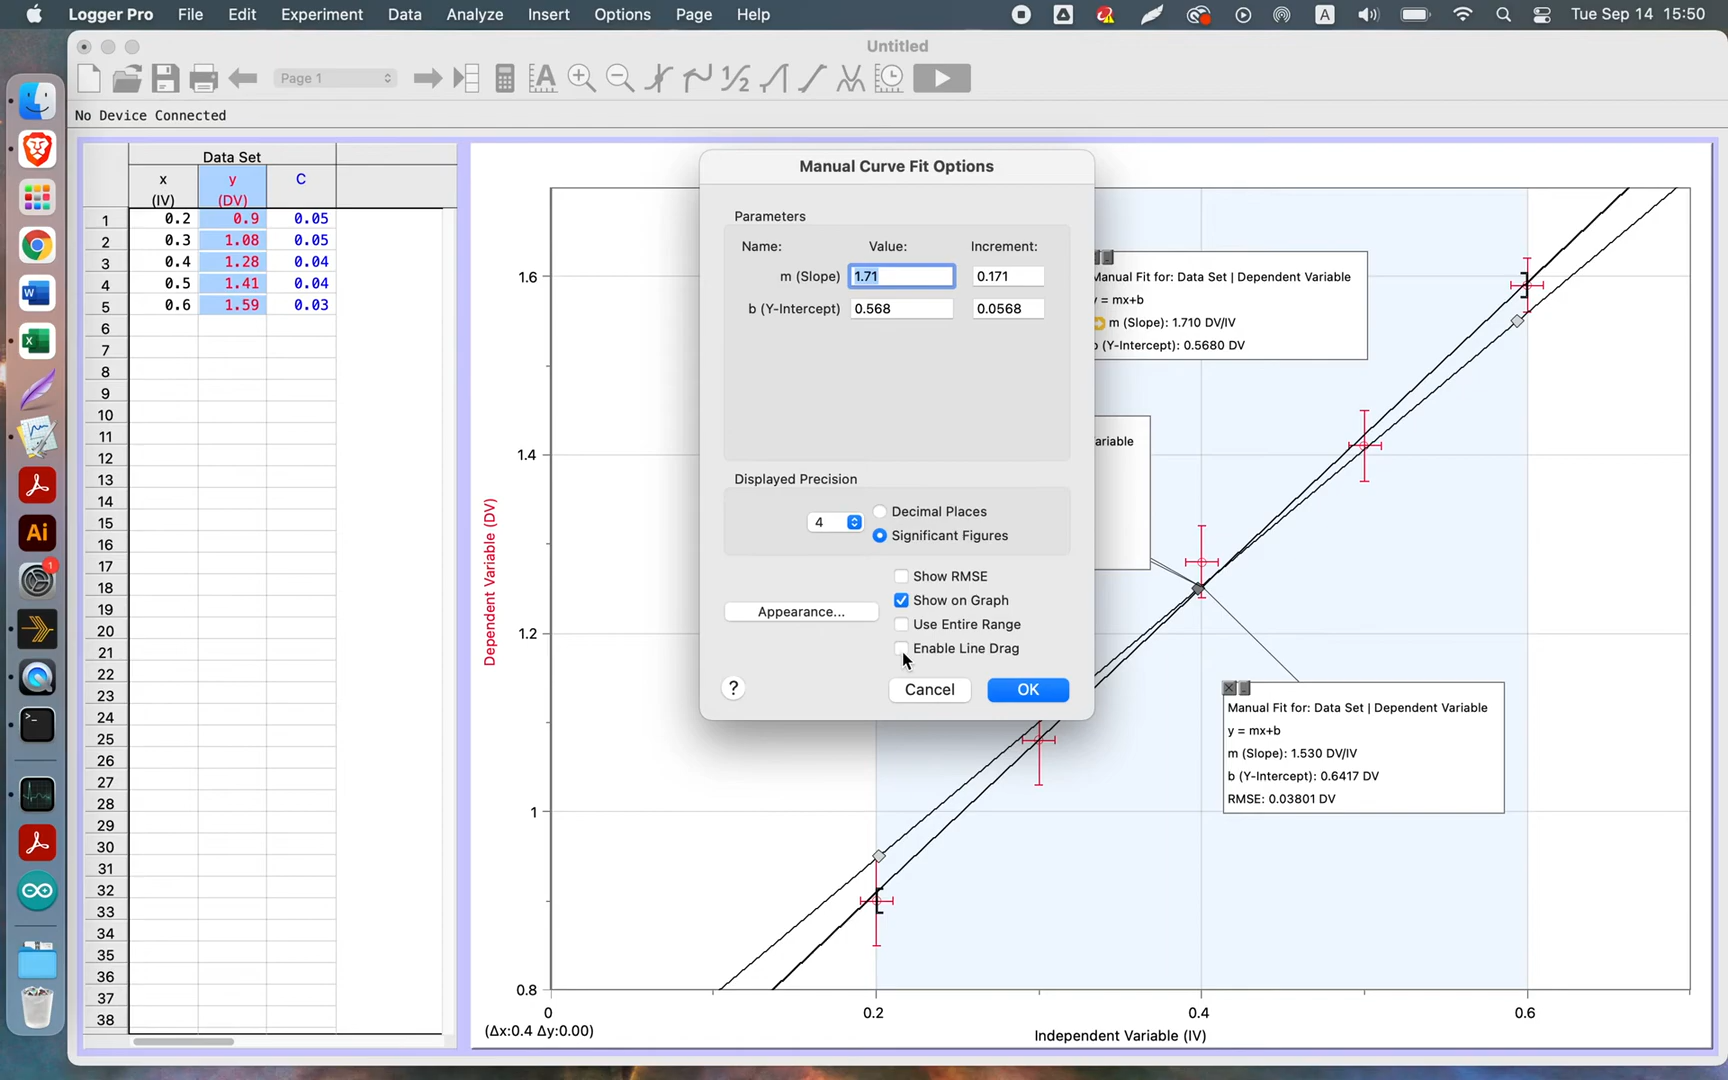 Logger Pro File Edit Experiment Data Analyze Insert Options Page Help A Tue Sep 14 15:50
Untitled
Page 1
No Device Connected
Data Set
x y C
(IV) (DV)
1 0.2 0.9 0.05
2 0.3 1.08 0.05
3 0.4 1.28 0.04
4 0.5 1.41 0.04
5 0.6 1.59 0.03
6
7
8
9
10
11
12
13
14
15
16
17
18
19
20
21
22
23
24
25
26
27
28
29
30
31
32
33
34
35
36
37
38
Manual Curve Fit Options
Parameters
Name: Value: Increment:
m (Slope) 1.71 0.171
b (Y-Intercept) 0.568 0.0568
Displayed Precision
4
Decimal Places
Significant Figures
Show RMSE
Show on Graph
Use Entire Range
Enable Line Drag
Appearance...
? Cancel OK
Manual Fit for: Data Set | Dependent Variable
y = mx+b
m (Slope): 1.710 DV/IV
b (Y-Intercept): 0.5680 DV
ariable
Manual Fit for: Data Set | Dependent Variable
y = mx+b
m (Slope): 1.530 DV/IV
b (Y-Intercept): 0.6417 DV
RMSE: 0.03801 DV
Dependent Variable (DV)
1.6
1.4
1.2
1
0.8
0 0.2 0.4 0.6
(Δx:0.4 Δy:0.00)
Independent Variable (IV)
W
X
Ai
1